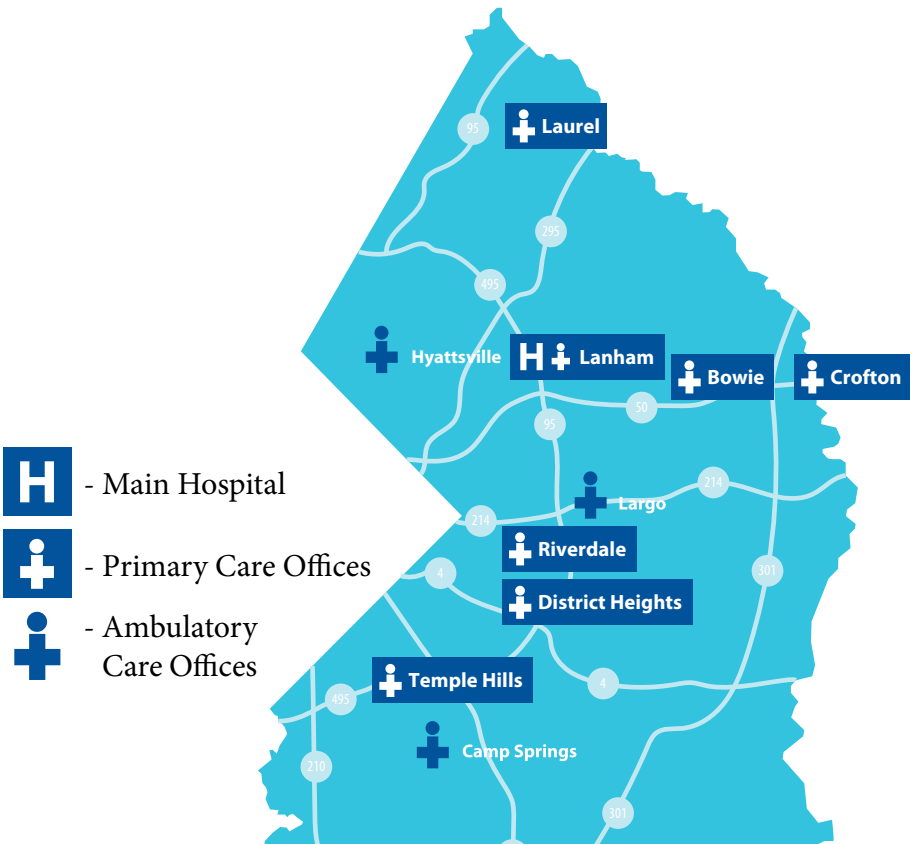 95
Laurel
295
495
Hyattsville
H Lanham
Bowie
Crofton
50
95
H - Main Hospital
214
Largo
214
Riverdale
- Primary Care Offices
4
301
District Heights
- Ambulatory
Care Offices
Temple Hills
4
495
Camp Springs
210
301